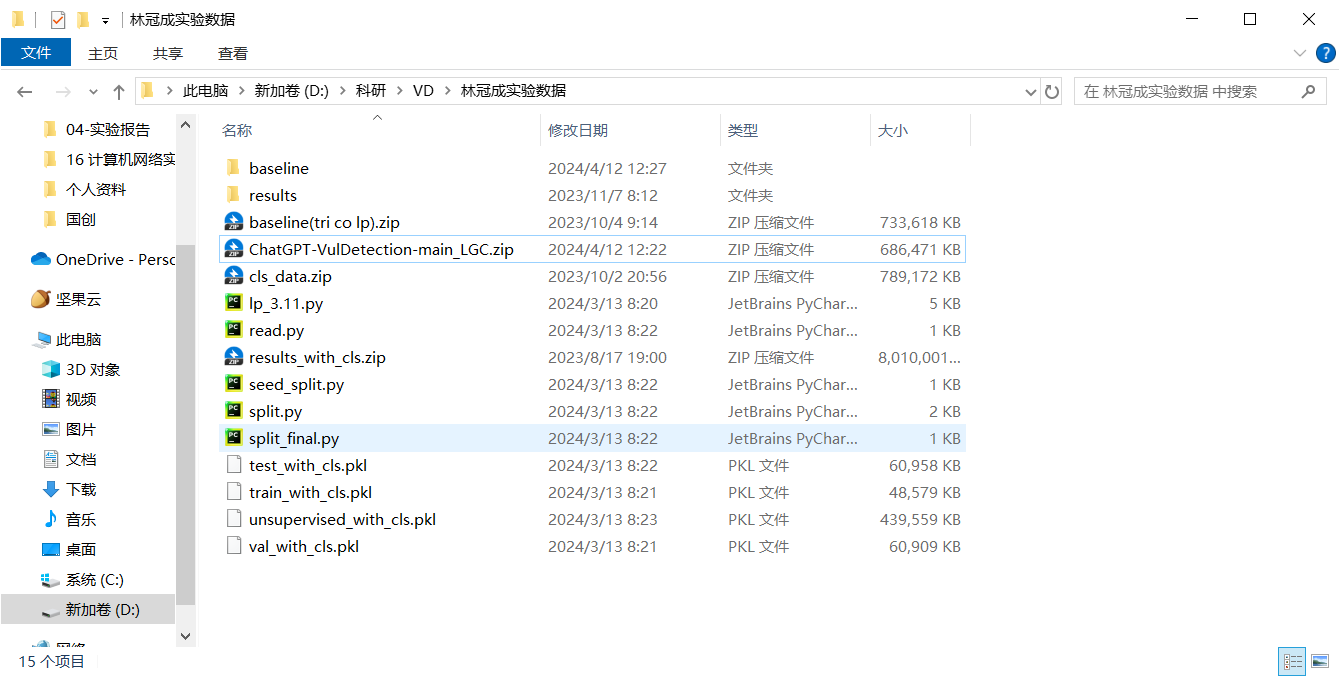 林冠成实验数据
文件 主页 共享 查看
此电脑 新加卷 (D:) 科研 VD 林冠成实验数据 在 林冠成实验数据 中搜索
04-实验报告
16 计算机网络实
个人资料
国创
OneDrive - Persc
坚果云
此电脑
3D 对象
视频
图片
文档
下载
音乐
桌面
系统 (C:)
新加卷 (D:)
网络
名称 修改日期 类型 大小
baseline 2024/4/12 12:27 文件夹
results 2023/11/7 8:12 文件夹
baseline(tri co lp).zip 2023/10/4 9:14 ZIP 压缩文件 733,618 KB
ChatGPT-VulDetection-main_LGC.zip 2024/4/12 12:22 ZIP 压缩文件 686,471 KB
cls_data.zip 2023/10/2 20:56 ZIP 压缩文件 789,172 KB
lp_3.11.py 2024/3/13 8:20 JetBrains PyChar... 5 KB
read.py 2024/3/13 8:22 JetBrains PyChar... 1 KB
results_with_cls.zip 2023/8/17 19:00 ZIP 压缩文件 8,010,001...
seed_split.py 2024/3/13 8:22 JetBrains PyChar... 1 KB
split.py 2024/3/13 8:22 JetBrains PyChar... 2 KB
split_final.py 2024/3/13 8:22 JetBrains PyChar... 1 KB
test_with_cls.pkl 2024/3/13 8:22 PKL 文件 60,958 KB
train_with_cls.pkl 2024/3/13 8:21 PKL 文件 48,579 KB
unsupervised_with_cls.pkl 2024/3/13 8:23 PKL 文件 439,559 KB
val_with_cls.pkl 2024/3/13 8:21 PKL 文件 60,909 KB
15 个项目